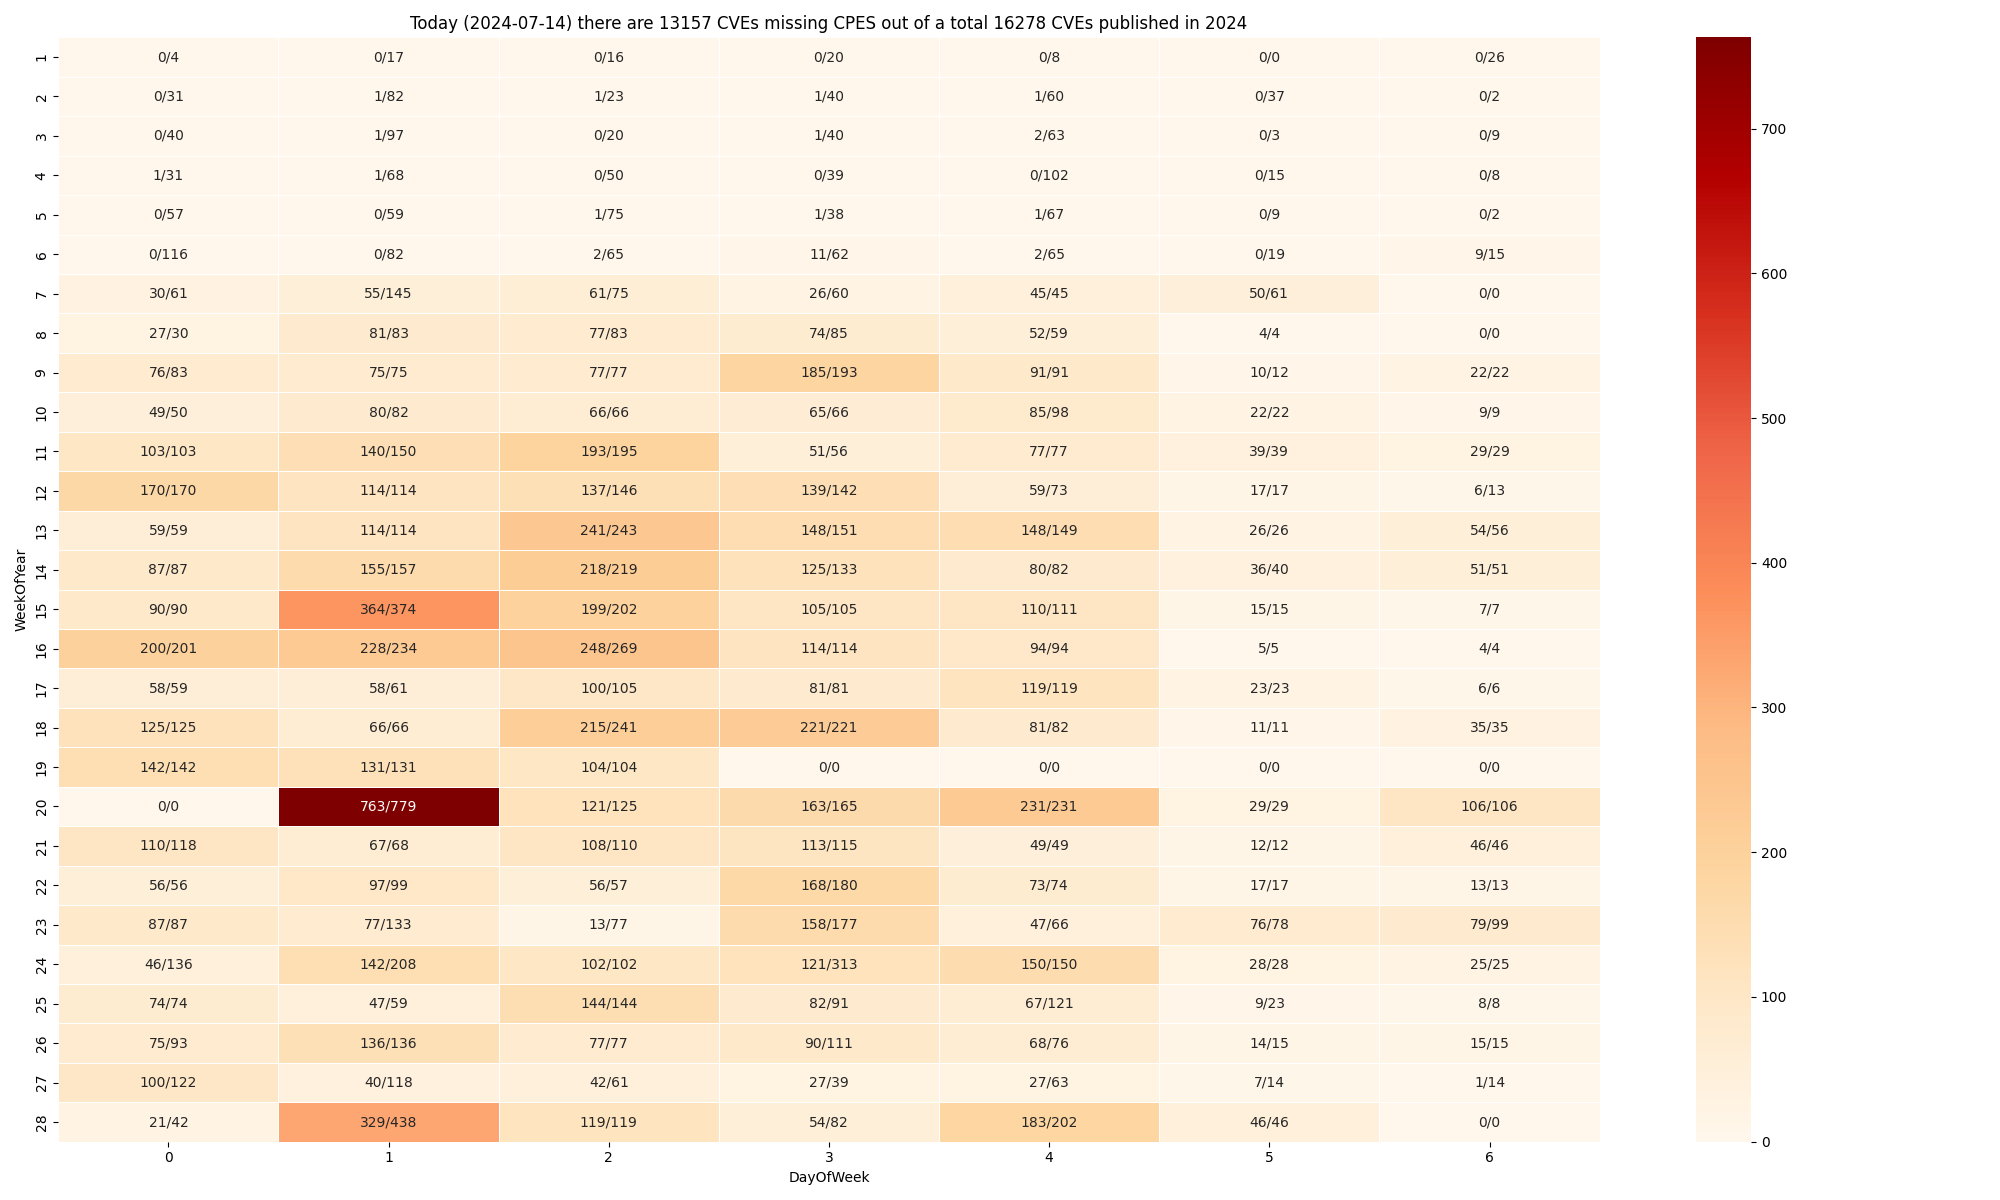 Today (2024-07-14) there are 13157 CVEs missing CPES out of a total 16278 CVEs published in 2024
1 0/4 0/17 0/16 0/20 0/8 0/0 0/26
2 0/31 1/82 1/23 1/40 1/60 0/37 0/2
3 0/40 1/97 0/20 1/40 2/63 0/3 0/9
4 1/31 1/68 0/50 0/39 0/102 0/15 0/8
5 0/57 0/59 1/75 1/38 1/67 0/9 0/2
6 0/116 0/82 2/65 11/62 2/65 0/19 9/15
7 30/61 55/145 61/75 26/60 45/45 50/61 0/0
8 27/30 81/83 77/83 74/85 52/59 4/4 0/0
9 76/83 75/75 77/77 185/193 91/91 10/12 22/22
10 49/50 80/82 66/66 65/66 85/98 22/22 9/9
11 103/103 140/150 193/195 51/56 77/77 39/39 29/29
12 170/170 114/114 137/146 139/142 59/73 17/17 6/13
13 59/59 114/114 241/243 148/151 148/149 26/26 54/56
14 87/87 155/157 218/219 125/133 80/82 36/40 51/51
15 90/90 364/374 199/202 105/105 110/111 15/15 7/7
16 200/201 228/234 248/269 114/114 94/94 5/5 4/4
17 58/59 58/61 100/105 81/81 119/119 23/23 6/6
18 125/125 66/66 215/241 221/221 81/82 11/11 35/35
19 142/142 131/131 104/104 0/0 0/0 0/0 0/0
20 0/0 763/779 121/125 163/165 231/231 29/29 106/106
21 110/118 67/68 108/110 113/115 49/49 12/12 46/46
22 56/56 97/99 56/57 168/180 73/74 17/17 13/13
23 87/87 77/133 13/77 158/177 47/66 76/78 79/99
24 46/136 142/208 102/102 121/313 150/150 28/28 25/25
25 74/74 47/59 144/144 82/91 67/121 9/23 8/8
26 75/93 136/136 77/77 90/111 68/76 14/15 15/15
27 100/122 40/118 42/61 27/39 27/63 7/14 1/14
28 21/42 329/438 119/119 54/82 183/202 46/46 0/0
0 1 2 3 4 5 6
DayOfWeek
WeekOfYear
700
600
500
400
300
200
100
0